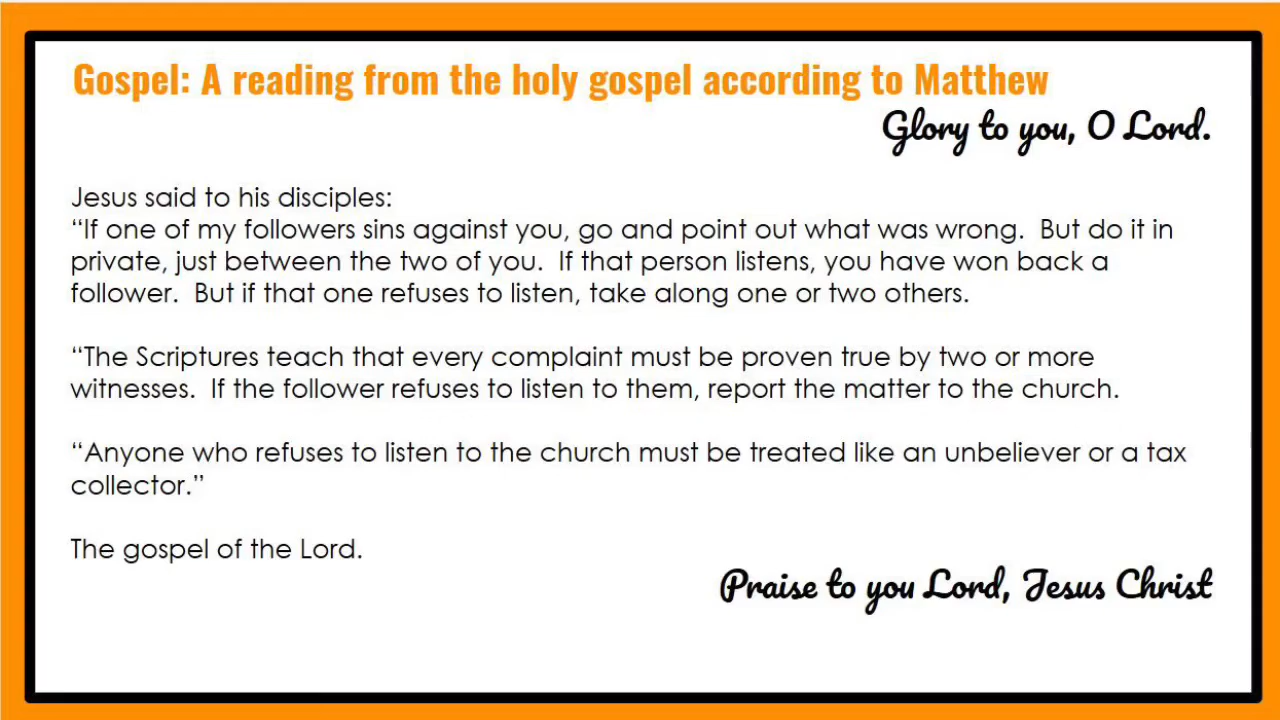 Gospel: A reading from the holy gospel according to Matthew
Glory to you, O Lord.
Jesus said to his disciples:
“If one of my followers sins against you, go and point out what was wrong.  But do it in
private, just between the two of you.  If that person listens, you have won back a
follower.  But if that one refuses to listen, take along one or two others.
“The Scriptures teach that every complaint must be proven true by two or more
witnesses.  If the follower refuses to listen to them, report the matter to the church.
“Anyone who refuses to listen to the church must be treated like an unbeliever or a tax
collector.”
The gospel of the Lord.
Praise to you Lord, Jesus Christ